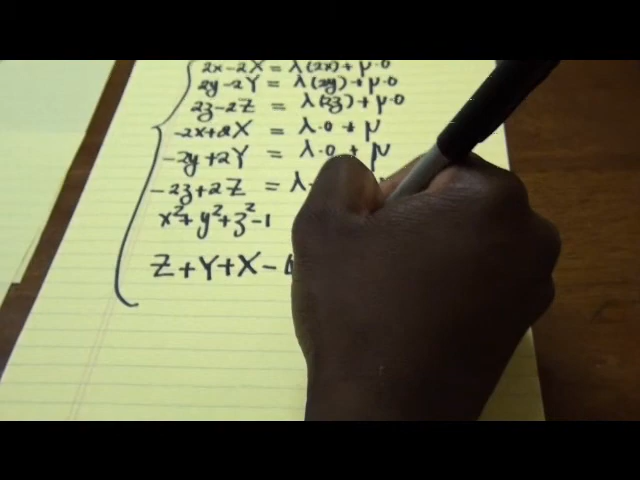 2x-2X = λ(2x)+μ·0
2y-2Y = λ(2y)+μ·0
2z-2Z = λ(2z)+μ·0
-2x+2X = λ·0+μ
-2y+2Y = λ·0+μ
-2z+2Z = λ
x²+y²+z²-1
Z+Y+X-